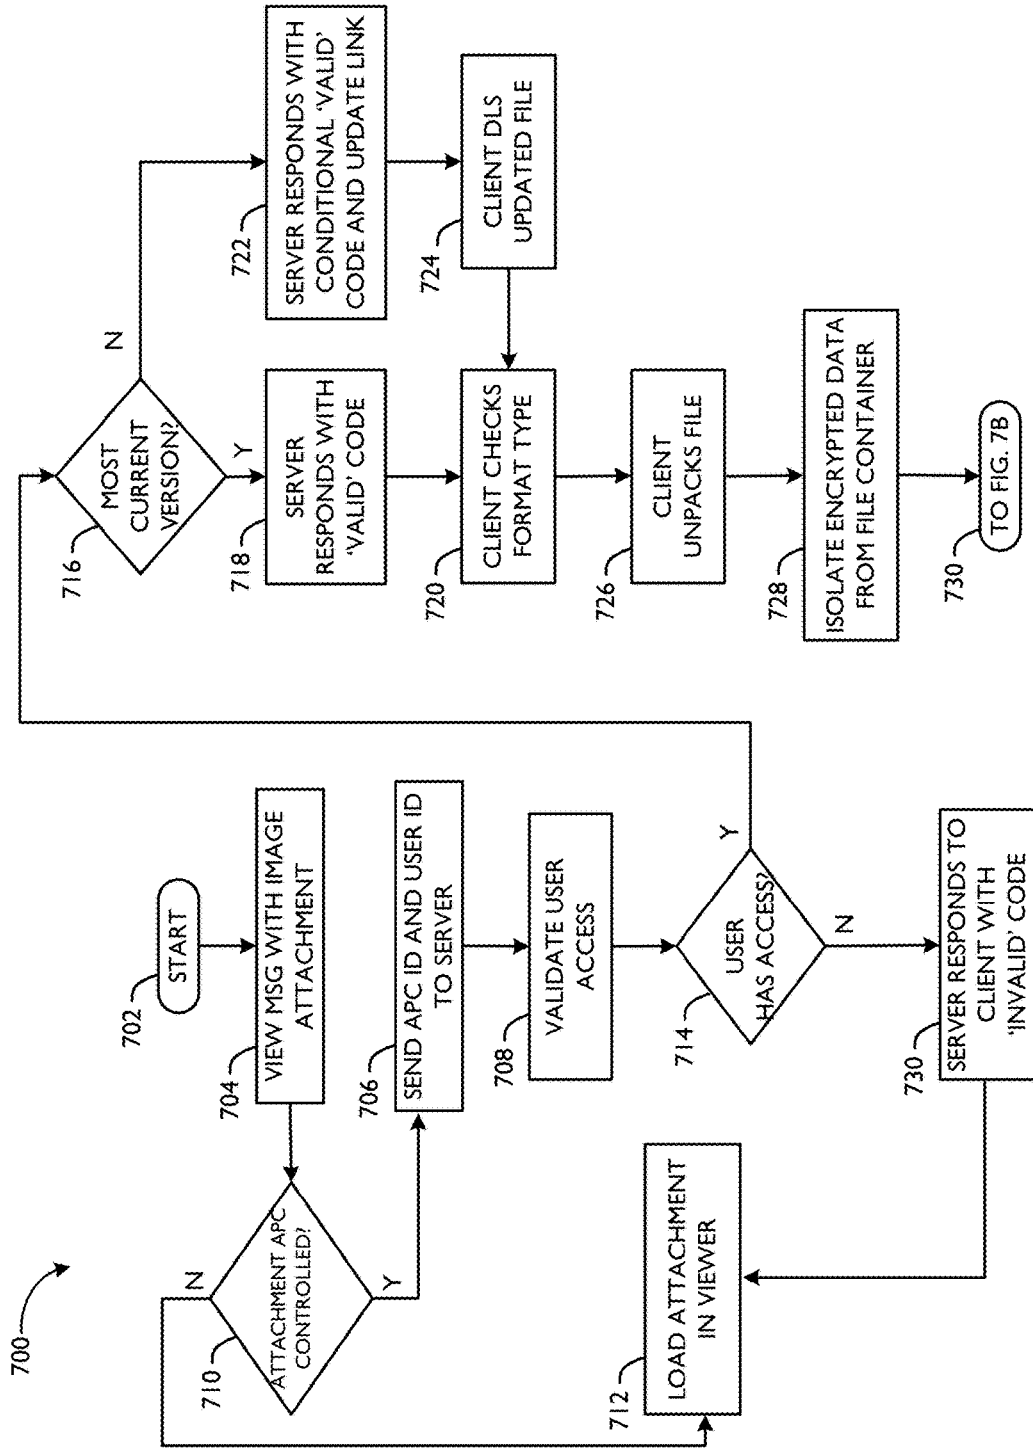 700
702
START
704
VIEW MSG WITH IMAGE
ATTACHMENT
710
ATTACHMENT APC
CONTROLLED?
N
Y
706
SEND APC ID AND USER ID
TO SERVER
708
VALIDATE USER
ACCESS
714
USER
HAS ACCESS?
Y
N
730
SERVER RESPONDS TO
CLIENT WITH
'INVALID' CODE
712
LOAD ATTACHMENT
IN VIEWER
716
MOST
CURRENT
VERSION?
N
Y
718
SERVER
RESPONDS WITH
'VALID' CODE
722
SERVER RESPONDS WITH
CONDITIONAL 'VALID'
CODE AND UPDATE LINK
724
CLIENT DLS
UPDATED FILE
720
CLIENT CHECKS
FORMAT TYPE
726
CLIENT
UNPACKS FILE
728
ISOLATE ENCRYPTED DATA
FROM FILE CONTAINER
730
TO FIG. 7B